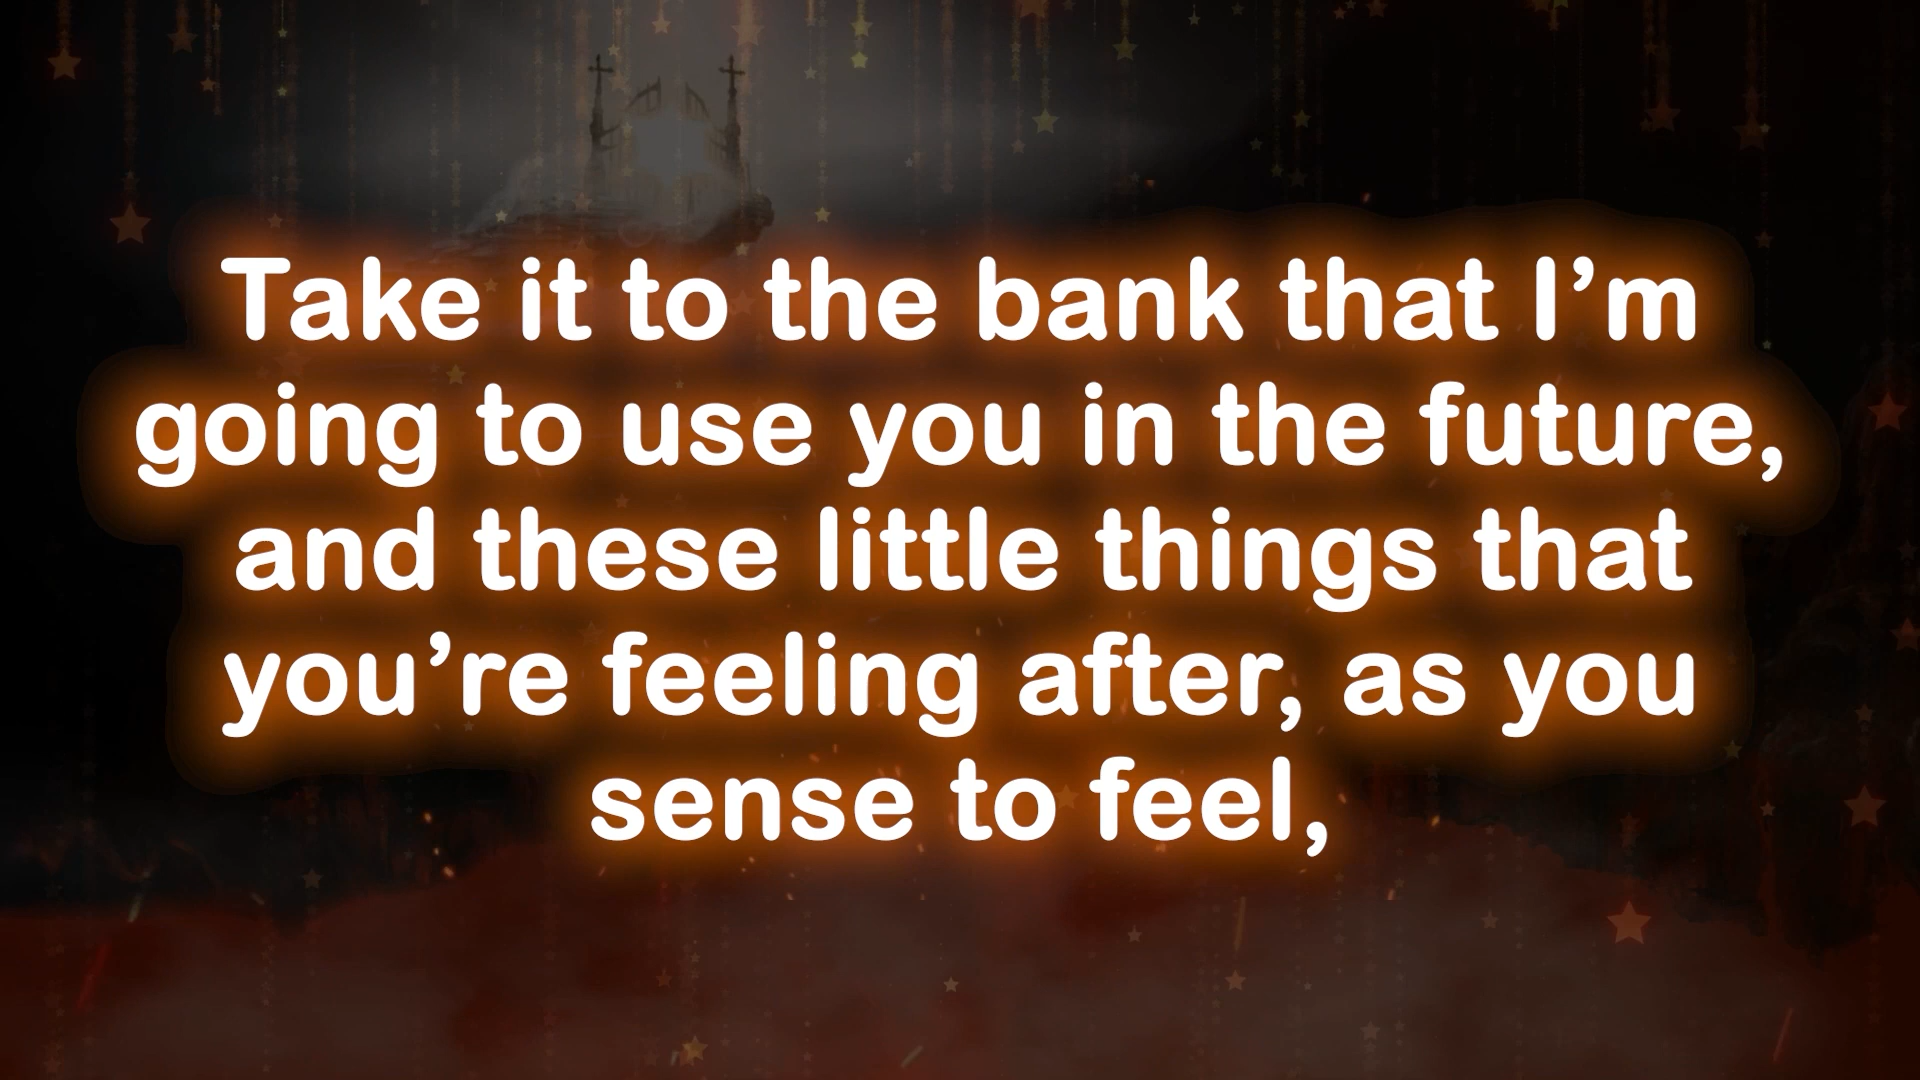 Take it to the bank that I’m
going to use you in the future,
and these little things that
you’re feeling after, as you
sense to feel,